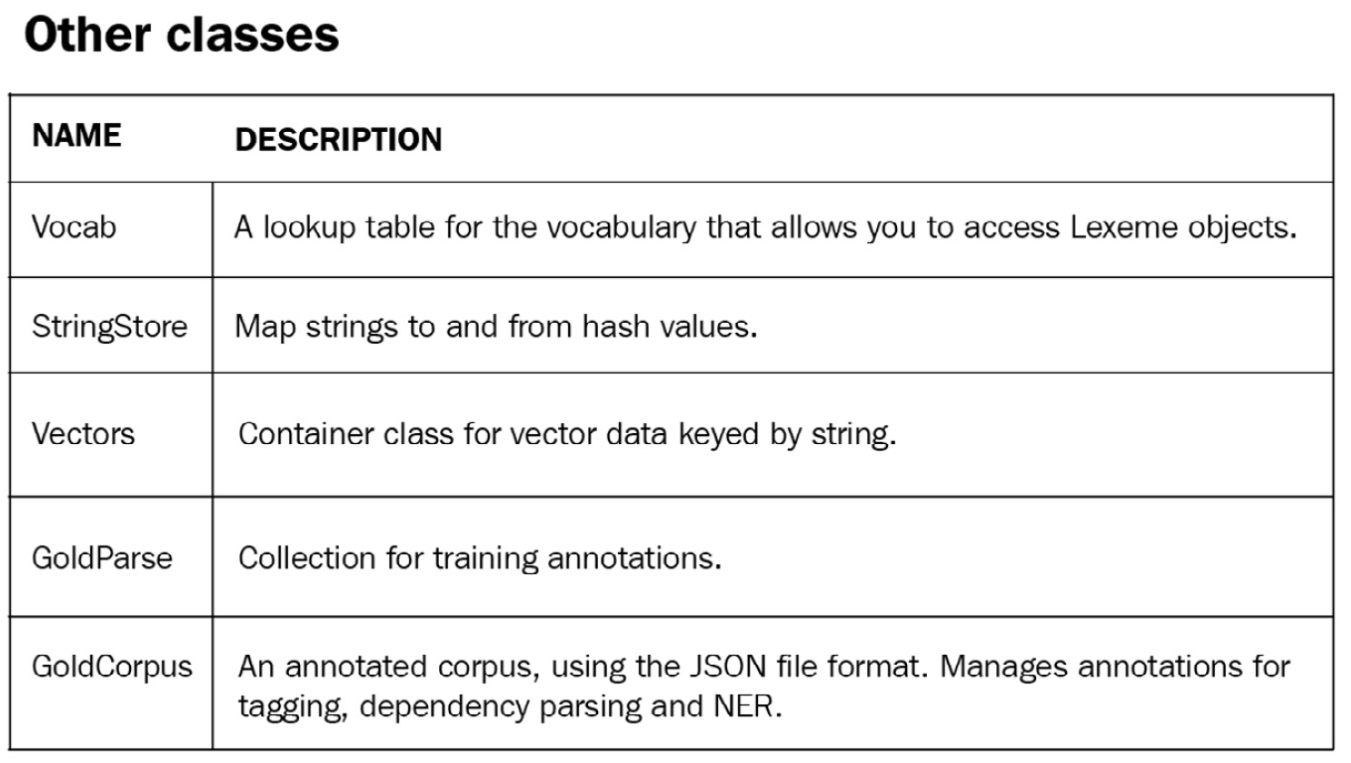 Other classes
NAME DESCRIPTION
Vocab A lookup table for the vocabulary that allows you to access Lexeme objects.
StringStore Map strings to and from hash values.
Vectors Container class for vector data keyed by string.
GoldParse Collection for training annotations.
GoldCorpus An annotated corpus, using the JSON file format. Manages annotations for
tagging, dependency parsing and NER.